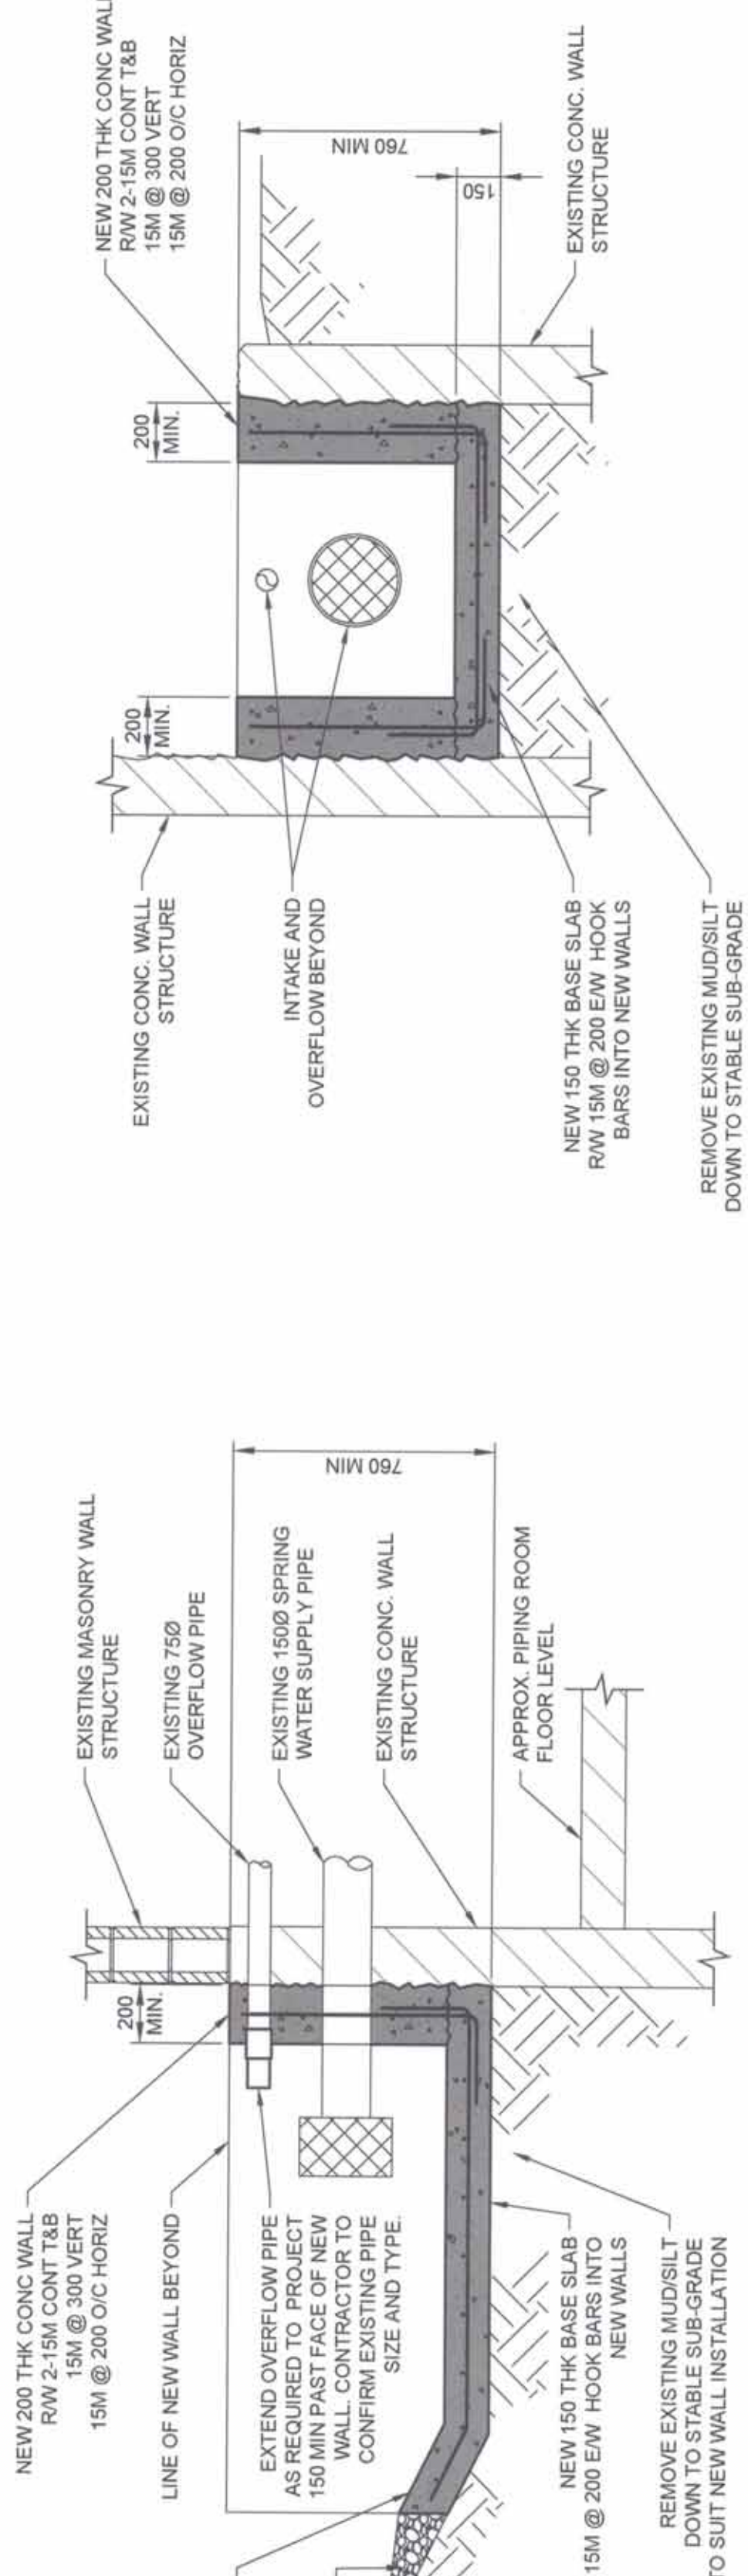 NEW 200 THK CONC WALL
R/W 2-15M CONT T&B
15M @ 300 VERT
15M @ 200 O/C HORIZ
LINE OF NEW WALL BEYOND
EXTEND OVERFLOW PIPE
AS REQUIRED TO PROJECT
150 MIN PAST FACE OF NEW
WALL. CONTRACTOR TO
CONFIRM EXISTING PIPE
SIZE AND TYPE.
NEW 150 THK BASE SLAB
15M @ 200 E/W HOOK BARS INTO
NEW WALLS
REMOVE EXISTING MUD/SILT
DOWN TO STABLE SUB-GRADE
TO SUIT NEW WALL INSTALLATION
200
MIN.
EXISTING MASONRY WALL
STRUCTURE
EXISTING 75Ø
OVERFLOW PIPE
EXISTING 150Ø SPRING
WATER SUPPLY PIPE
EXISTING CONC. WALL
STRUCTURE
APPROX. PIPING ROOM
FLOOR LEVEL
760 MIN
EXISTING CONC. WALL
STRUCTURE
INTAKE AND
OVERFLOW BEYOND
NEW 150 THK BASE SLAB
R/W 15M @ 200 E/W HOOK
BARS INTO NEW WALLS
REMOVE EXISTING MUD/SILT
DOWN TO STABLE SUB-GRADE
200
MIN.
200
MIN.
NEW 200 THK CONC WALL
R/W 2-15M CONT T&B
15M @ 300 VERT
15M @ 200 O/C HORIZ
760 MIN
150
EXISTING CONC. WALL
STRUCTURE